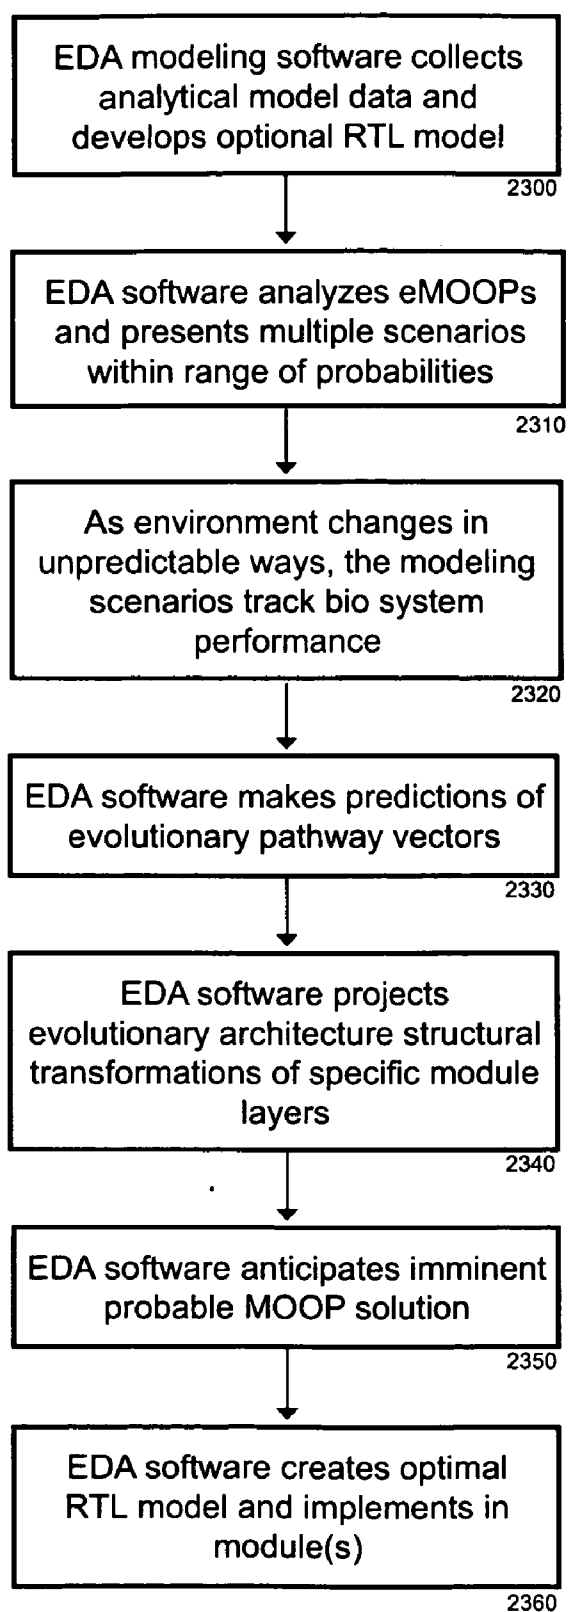 EDA modeling software collects
analytical model data and
develops optional RTL model
2300
EDA software analyzes eMOOPs
and presents multiple scenarios
within range of probabilities
2310
As environment changes in
unpredictable ways, the modeling
scenarios track bio system
performance
2320
EDA software makes predictions of
evolutionary pathway vectors
2330
EDA software projects
evolutionary architecture structural
transformations of specific module
layers
2340
EDA software anticipates imminent
probable MOOP solution
2350
EDA software creates optimal
RTL model and implements in
module(s)
2360